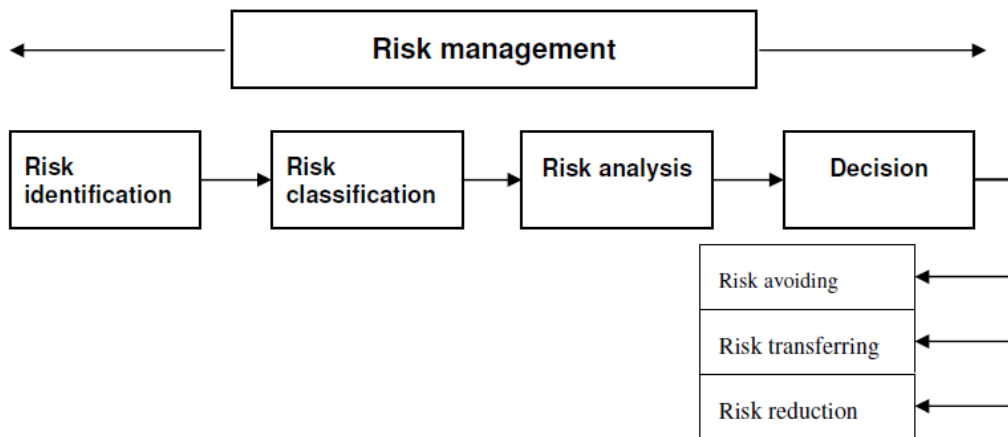 Risk management
Risk
identification
Risk
classification
Risk analysis
Decision
Risk avoiding
Risk transferring
Risk reduction